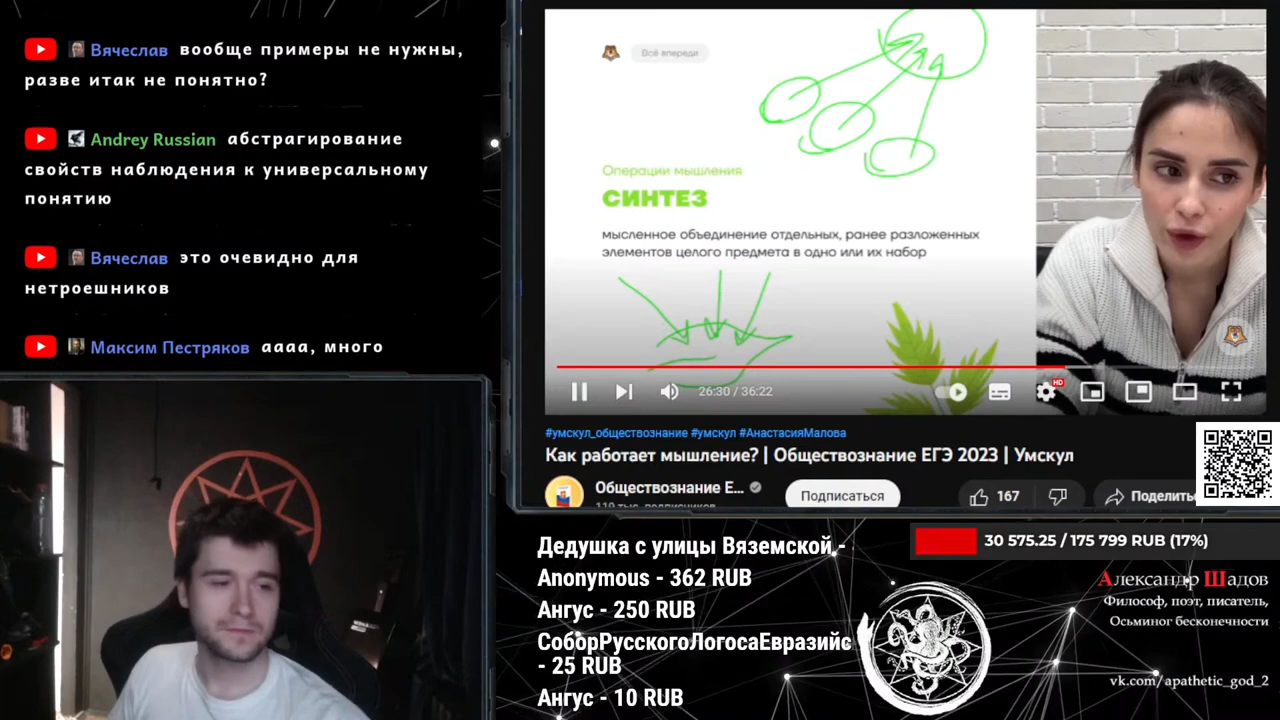 Вячеслав вообще примеры не нужны,
разве итак не понятно?
Andrey Russian абстрагирование
свойств наблюдения к универсальному
понятию
Вячеслав это очевидно для
нетроешников
Максим Пестряков аааа, много
Всё впереди
Операции мышления
СИНТЕЗ
мысленное объединение отдельных, ранее разложенных
элементов целого предмета в одно или их набор
26:30 / 36:22
HD
#умскул_обществознание #умскул #АнастасияМалова
Как работает мышление? | Обществознание ЕГЭ 2023 | Умскул
Обществознание Е...
Подписаться
167
Дедушка с улицы Вяземской -
Anonymous - 362 RUB
Ангус - 250 RUB
СоборРусскогоЛогосаЕвразийс
- 25 RUB
Ангус - 10 RUB
30 575.25 / 175 799 RUB (17%)
Александр Шадов
Философ, поэт, писатель,
Осьминог бесконечности
vk.com/apathetic_god_2